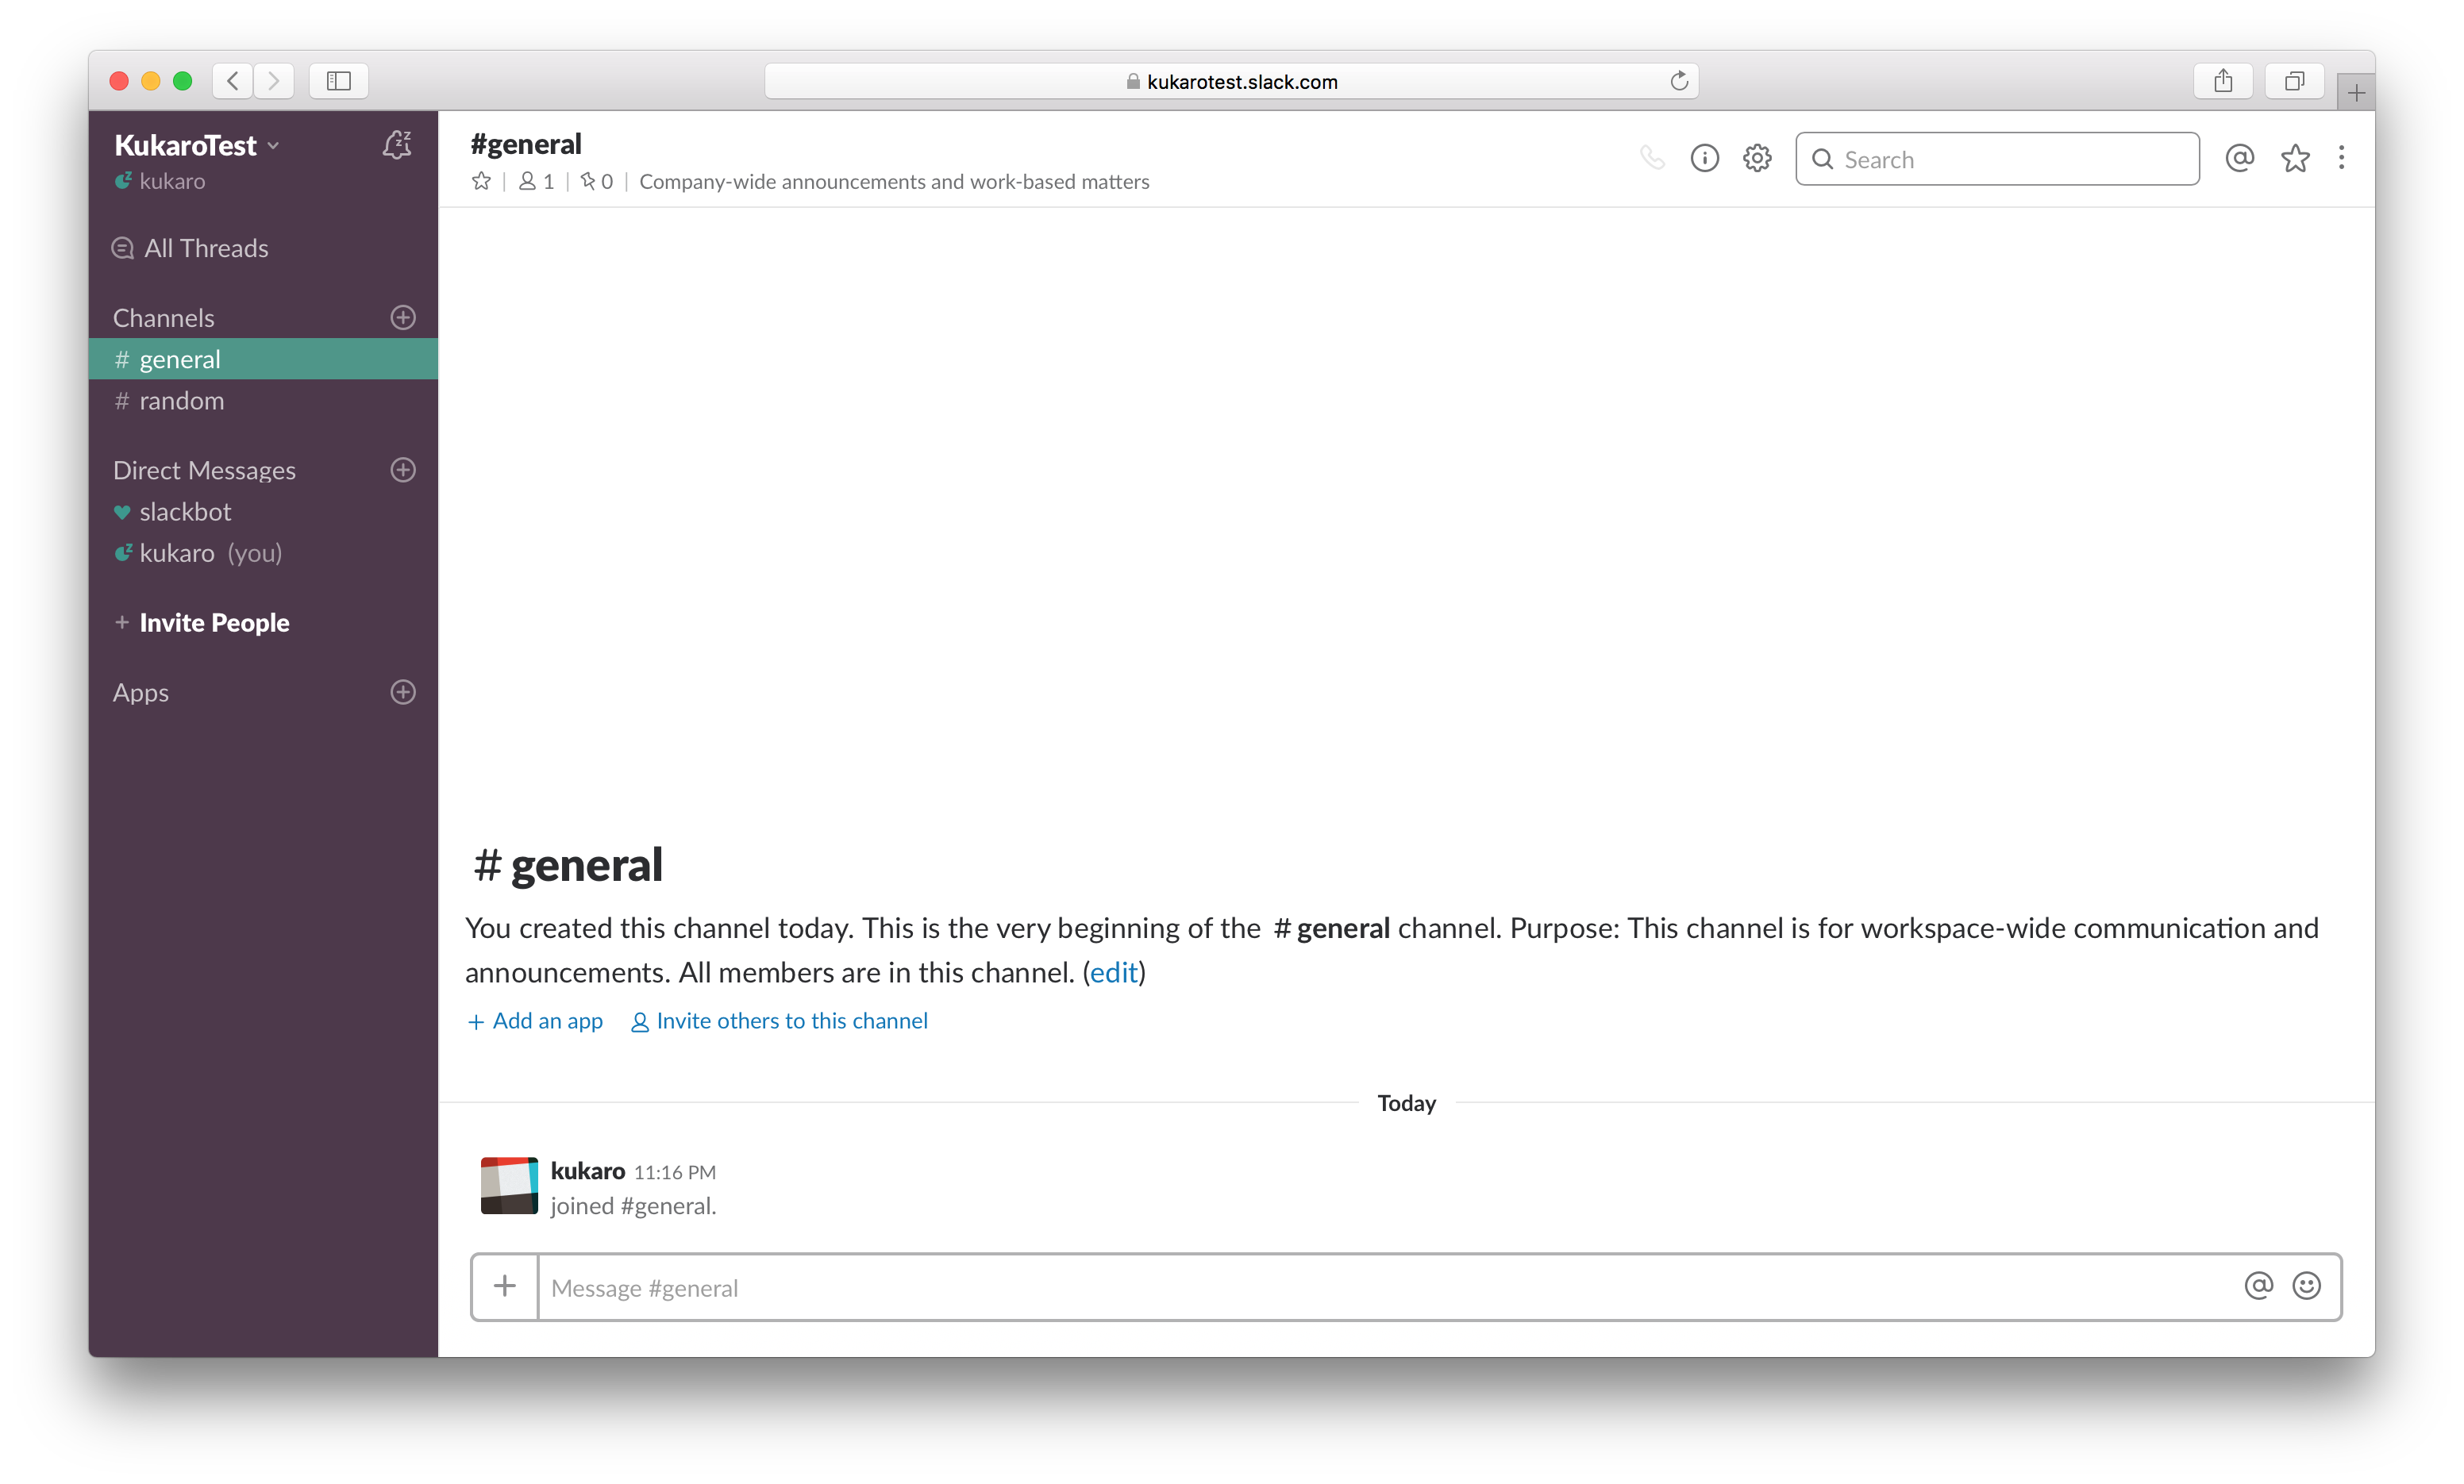 kukarotest.slack.com
KukaroTest
kukaro
All Threads
Channels
# general
# random
Direct Messages
slackbot
kukaro (you)
+ Invite People
Apps
#general
1 | 0 | Company-wide announcements and work-based matters
Search
# general
You created this channel today. This is the very beginning of the # general channel. Purpose: This channel is for workspace-wide communication and
announcements. All members are in this channel. (edit)
+ Add an app Invite others to this channel
Today
kukaro 11:16 PM
joined #general.
Message #general